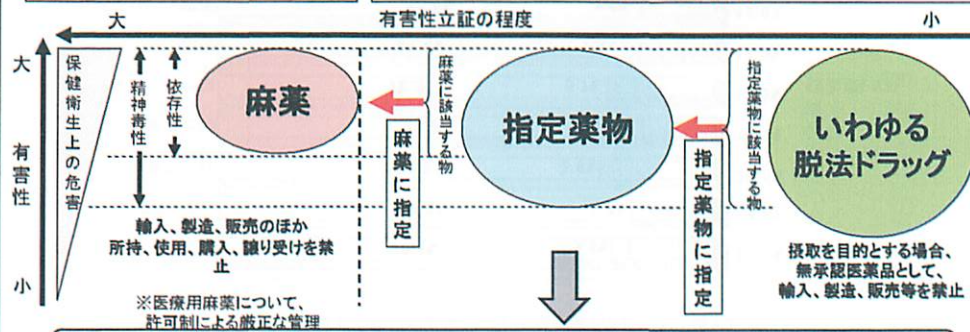 大
有害性立証の程度
小
大
有害性
小
保健衛生上の危害
精神毒性
依存性
麻薬
麻薬に該当する物
麻薬に指定
指定薬物
指定薬物に該当する物
指定薬物に指定
いわゆる
脱法ドラッグ
輸入、製造、販売のほか
所持、使用、購入、譲り受けを禁
止
※医療用麻薬について、
許可制による厳正な管理
摂取を目的とする場合、
無承認医薬品として、
輸入、製造、販売等を禁止